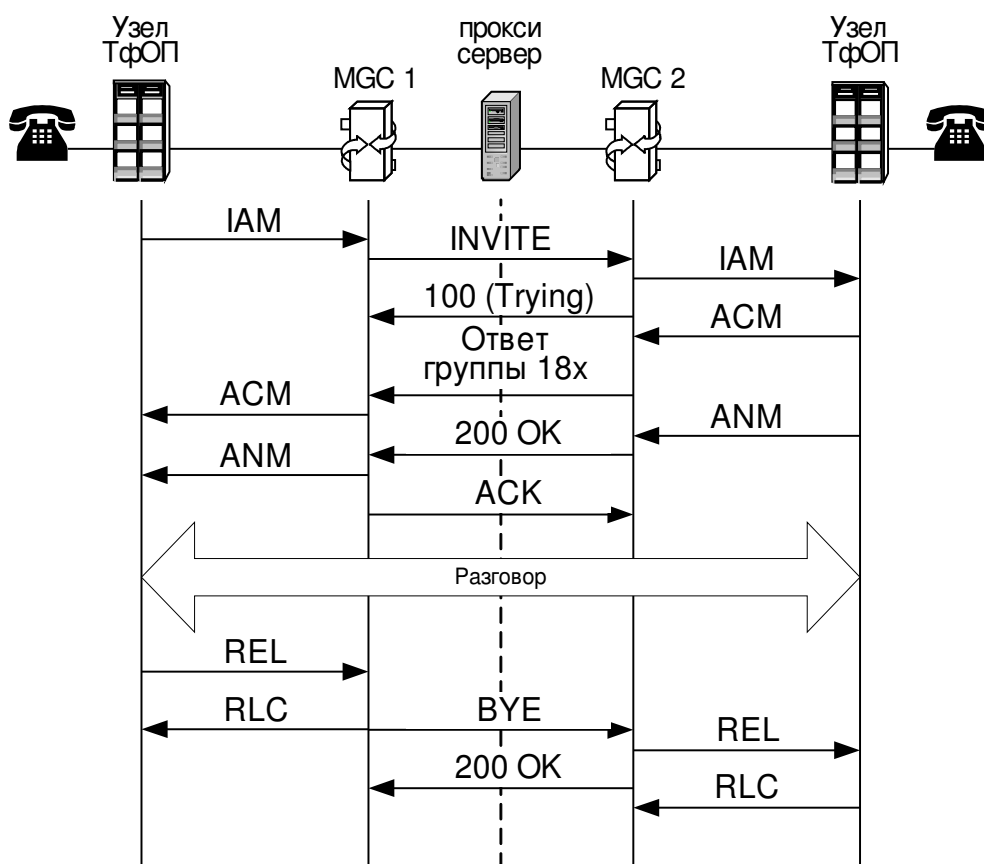 Узел
ТфОП
MGC 1
прокси
сервер
MGC 2
Узел
ТфОП
IAM
INVITE
IAM
100 (Trying)
ACM
Ответ
группы 18x
ACM
ANM
200 OK
ANM
ACK
Разговор
REL
RLC
BYE
REL
200 OK
RLC